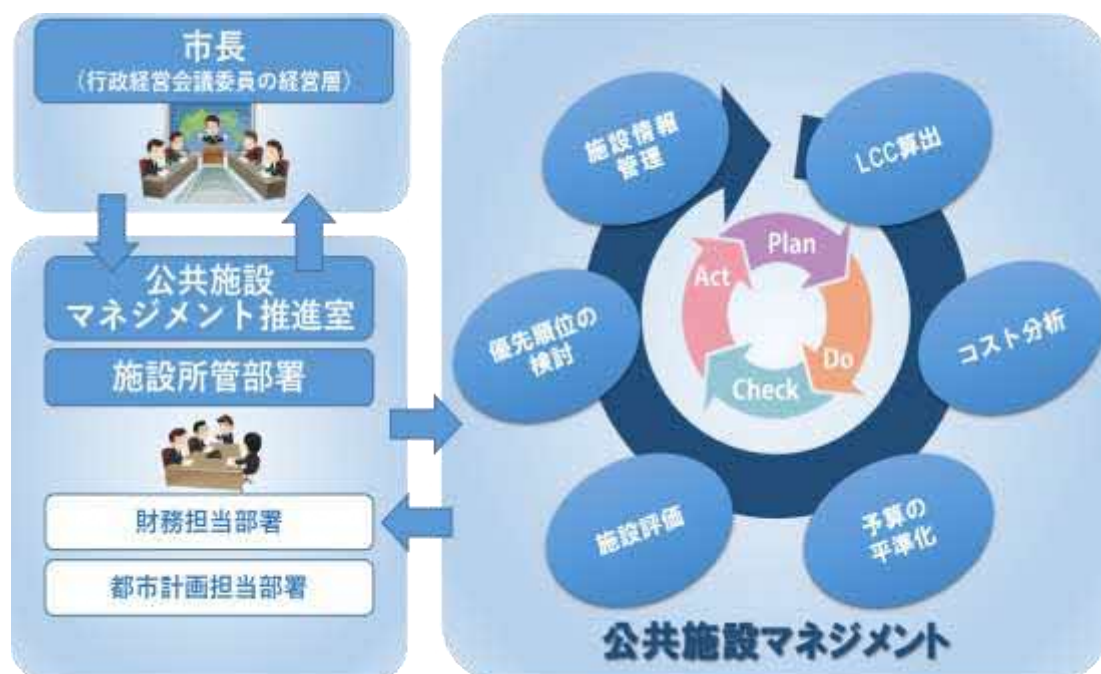 市長
（行政経営会議委員の経営層）
公共施設
マネジメント推進室
施設所管部署
財務担当部署
都市計画担当部署
施設情報
管理
LCC算出
コスト分析
予算の
平準化
施設評価
優先順位の
検討
Plan
Do
Check
Act
公共施設マネジメント